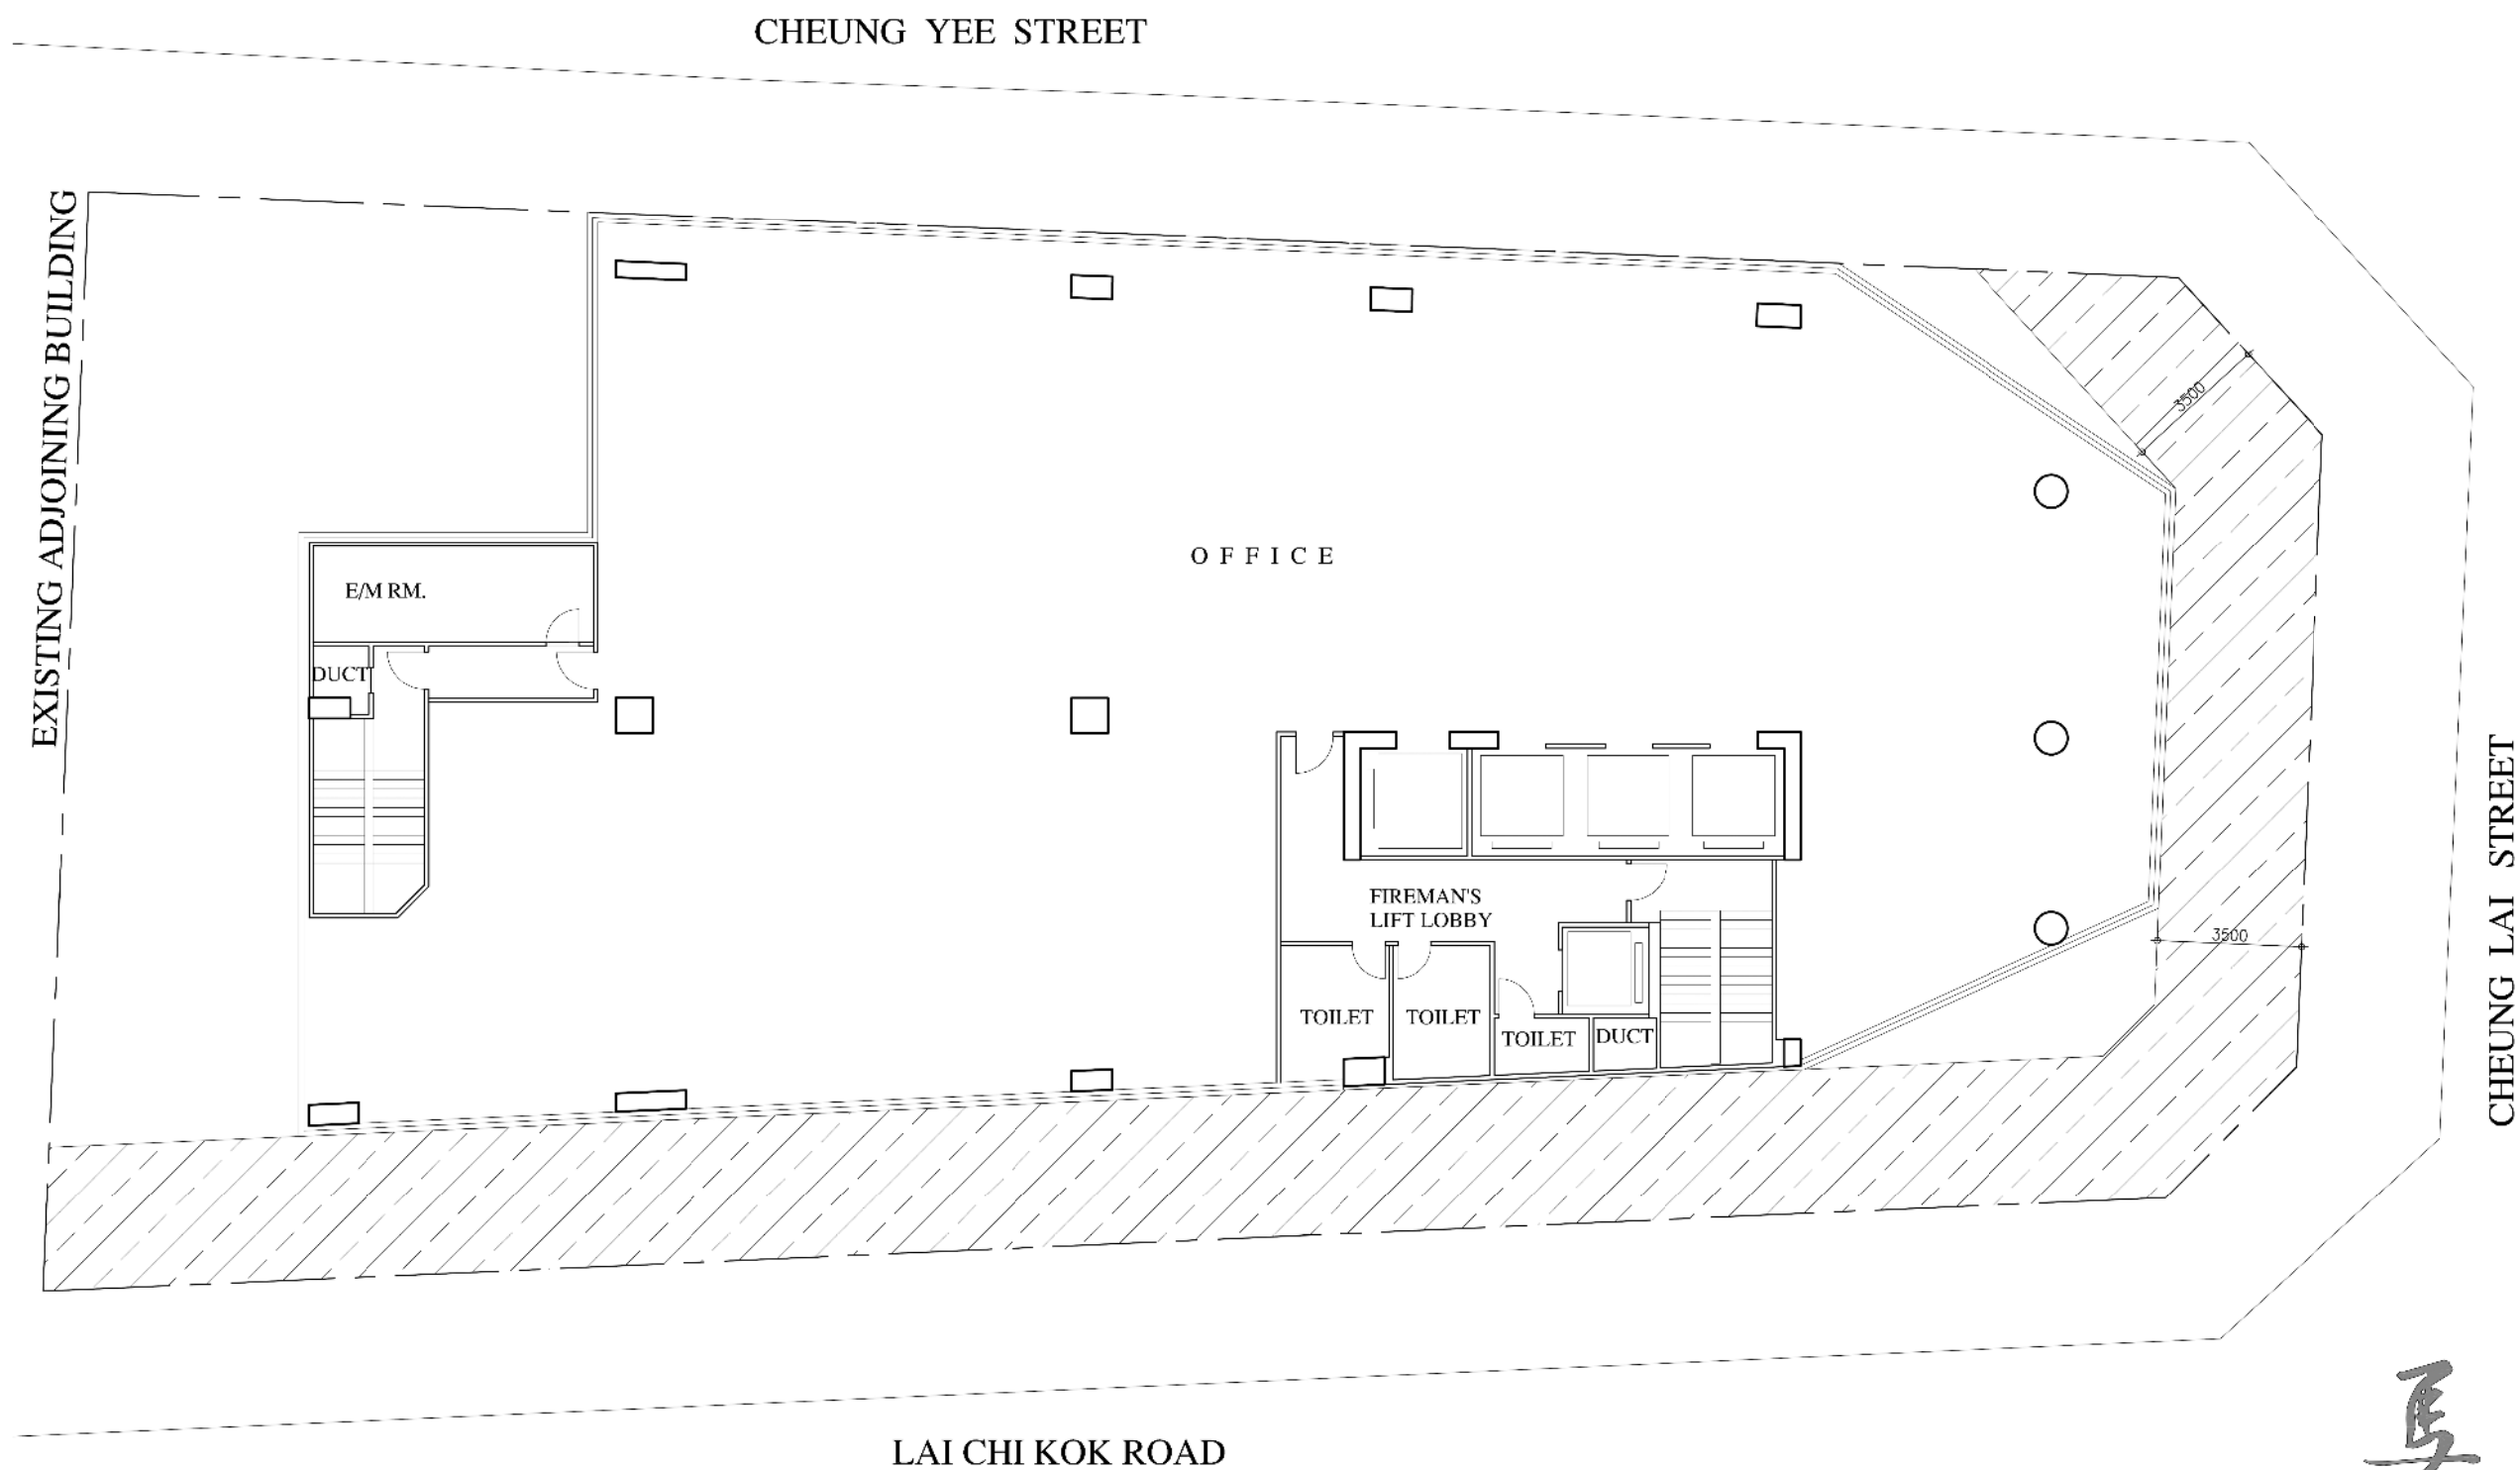 CHEUNG YEE STREET
EXISTING ADJOINING BUILDING
3500
OFFICE
E/M RM.
DUCT
FIREMAN'S
LIFT LOBBY
3500
TOILET
TOILET
TOILET
DUCT
CHEUNG LAI STREET
LAI CHI KOK ROAD
馬